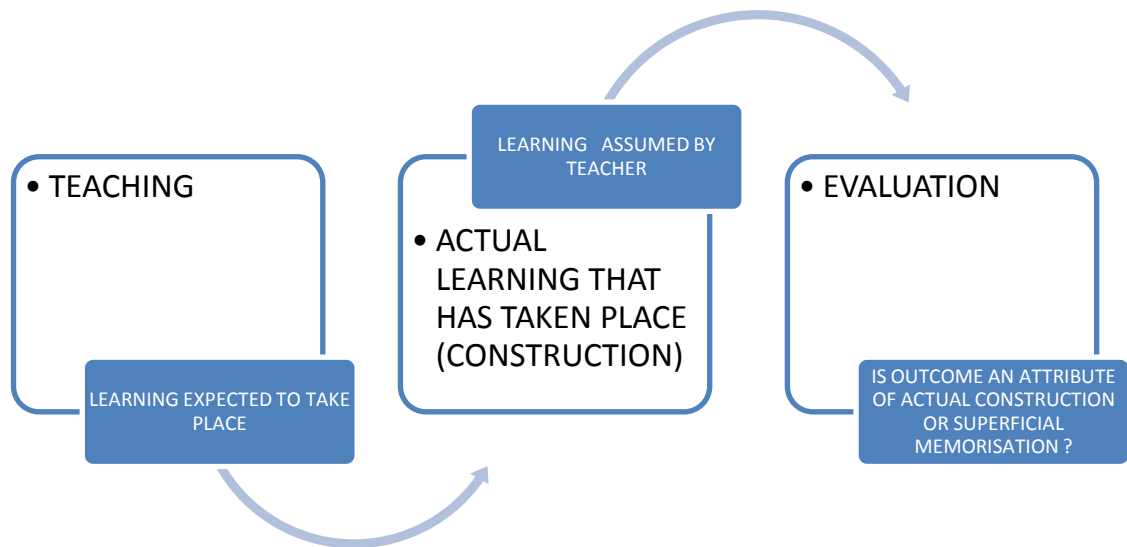 • TEACHING
LEARNING EXPECTED TO TAKE
PLACE
LEARNING ASSUMED BY
TEACHER
• ACTUAL
LEARNING THAT
HAS TAKEN PLACE
(CONSTRUCTION)
• EVALUATION
IS OUTCOME AN ATTRIBUTE
OF ACTUAL CONSTRUCTION
OR SUPERFICIAL
MEMORISATION ?